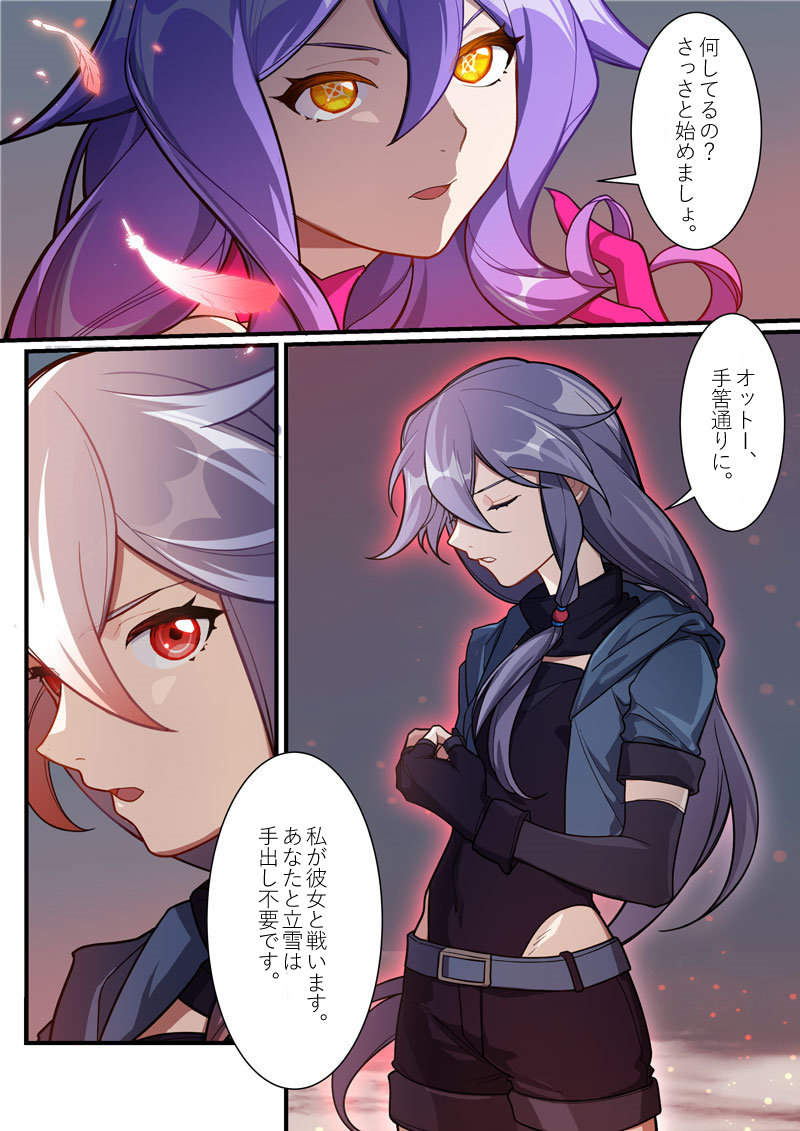 何してるの？
さっさと始めましょ。
オットー、
手筈通りに。
私が彼女と戦います。
あなたと立雪は
手出し不要です。